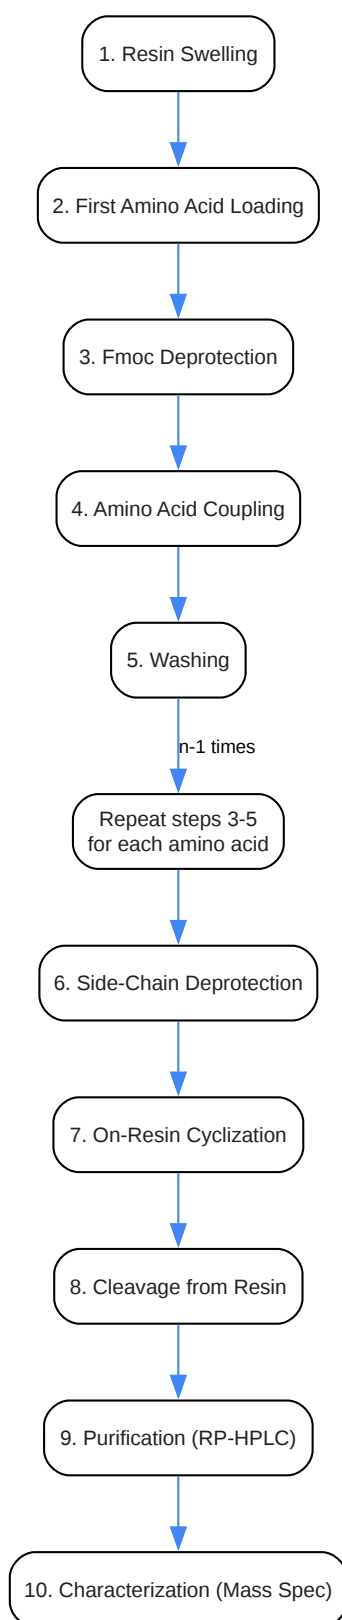 1. Resin Swelling
2. First Amino Acid Loading
3. Fmoc Deprotection
4. Amino Acid Coupling
5. Washing
n-1 times
Repeat steps 3-5
for each amino acid
6. Side-Chain Deprotection
7. On-Resin Cyclization
8. Cleavage from Resin
9. Purification (RP-HPLC)
10. Characterization (Mass Spec)